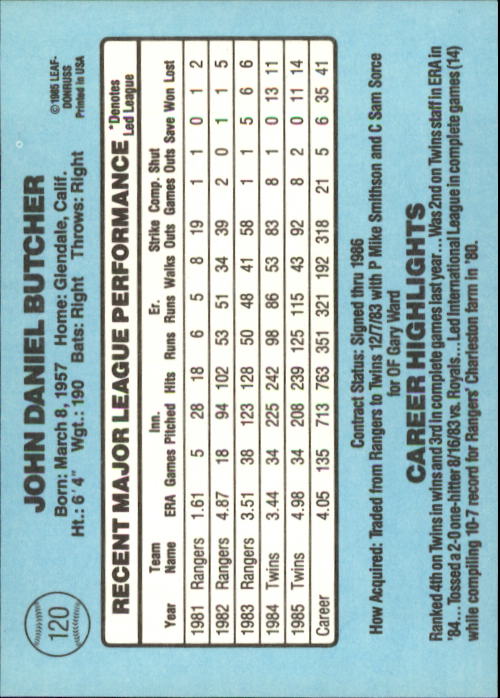 120
JOHN DANIEL BUTCHER
Born: March 8, 1957 Home: Glendale, Calif.
Ht.: 6' 4" Wgt.: 190 Bats: Right Throws: Right
©1985 LEAF-
DONRUSS
Printed in USA
RECENT MAJOR LEAGUE PERFORMANCE
*Denotes
Led League
Year Team Name ERA Games Inn. Pitched Hits Runs Er. Runs Walks Strike Outs Comp. Games Shut Outs Save Won Lost
1981 Rangers 1.61 5 28 18 6 5 8 19 1 1 0 1 2
1982 Rangers 4.87 18 94 102 53 51 34 39 2 0 1 1 5
1983 Rangers 3.51 38 123 128 50 48 41 58 1 1 5 6 6
1984 Twins 3.44 34 225 242 98 86 53 83 8 1 0 13 11
1985 Twins 4.98 34 208 239 125 115 43 92 8 2 0 11 14
Career 4.05 135 713 763 351 321 192 318 21 5 6 35 41
Contract Status: Signed thru 1986
How Acquired: Traded from Rangers to Twins 12/7/83 with P Mike Smithson and C Sam Sorce
for OF Gary Ward
CAREER HIGHLIGHTS
Ranked 4th on Twins in wins and 3rd in complete games last year... Was 2nd on Twins staff in ERA in
'84... Tossed a 2-0 one-hitter 8/16/83 vs. Royals... Led International League in complete games (14)
while compiling 10-7 record for Rangers' Charleston farm in '80.